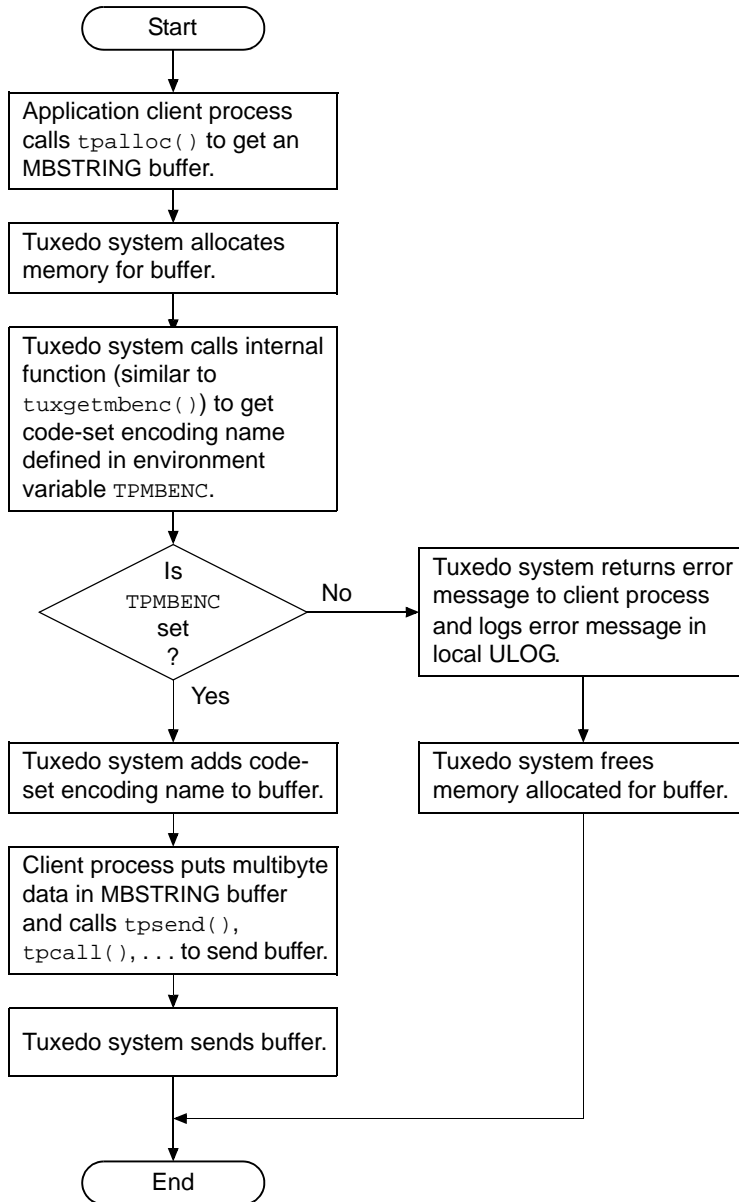 Start
Application client process
calls tpalloc() to get an
MBSTRING buffer.
Tuxedo system allocates
memory for buffer.
Tuxedo system calls internal
function (similar to
tuxgetmbenc()) to get
code-set encoding name
defined in environment
variable TPMBENC.
Is
TPMBENC
set
?
No
Tuxedo system returns error
message to client process
and logs error message in
local ULOG.
Yes
Tuxedo system adds code-
set encoding name to buffer.
Tuxedo system frees
memory allocated for buffer.
Client process puts multibyte
data in MBSTRING buffer
and calls tpsend(),
tpcall(),... to send buffer.
Tuxedo system sends buffer.
End